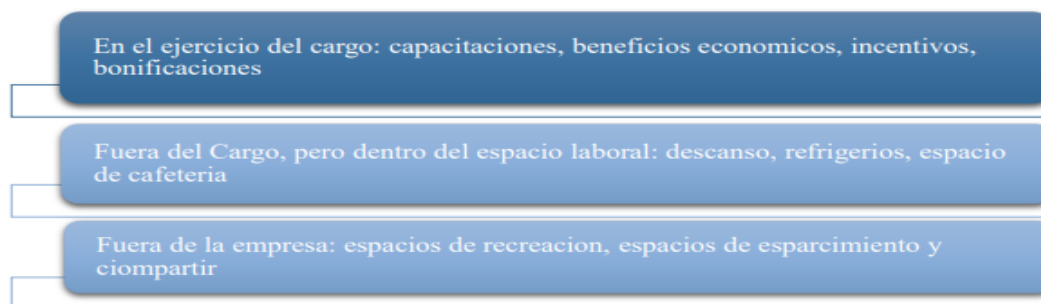 En el ejercicio del cargo: capacitaciones, beneficios economicos, incentivos,
bonificaciones
Fuera del Cargo, pero dentro del espacio laboral: descanso, refrigerios, espacio
de cafeteria
Fuera de la empresa: espacios de recreacion, espacios de esparcimiento y
ciompartir